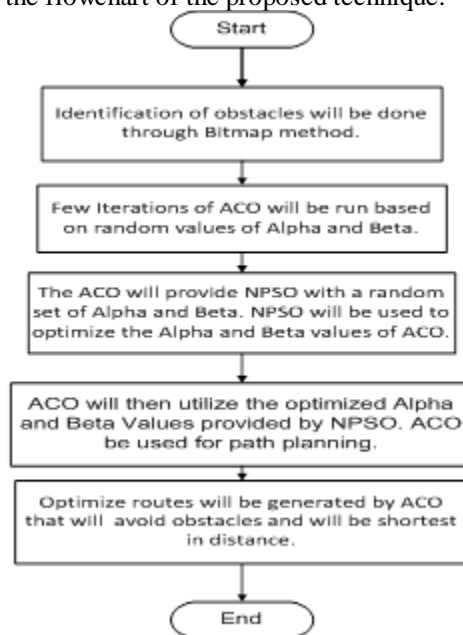 the flowchart of the proposed technique.
Start
Identification of obstacles will be done
through Bitmap method.
Few Iterations of ACO will be run based
on random values of Alpha and Beta.
The ACO will provide NPSO with a random
set of Alpha and Beta. NPSO will be used to
optimize the Alpha and Beta values of ACO.
ACO will then utilize the optimized Alpha
and Beta Values provided by NPSO. ACO
be used for path planning.
Optimize routes will be generated by ACO
that will avoid obstacles and will be shortest
in distance.
End